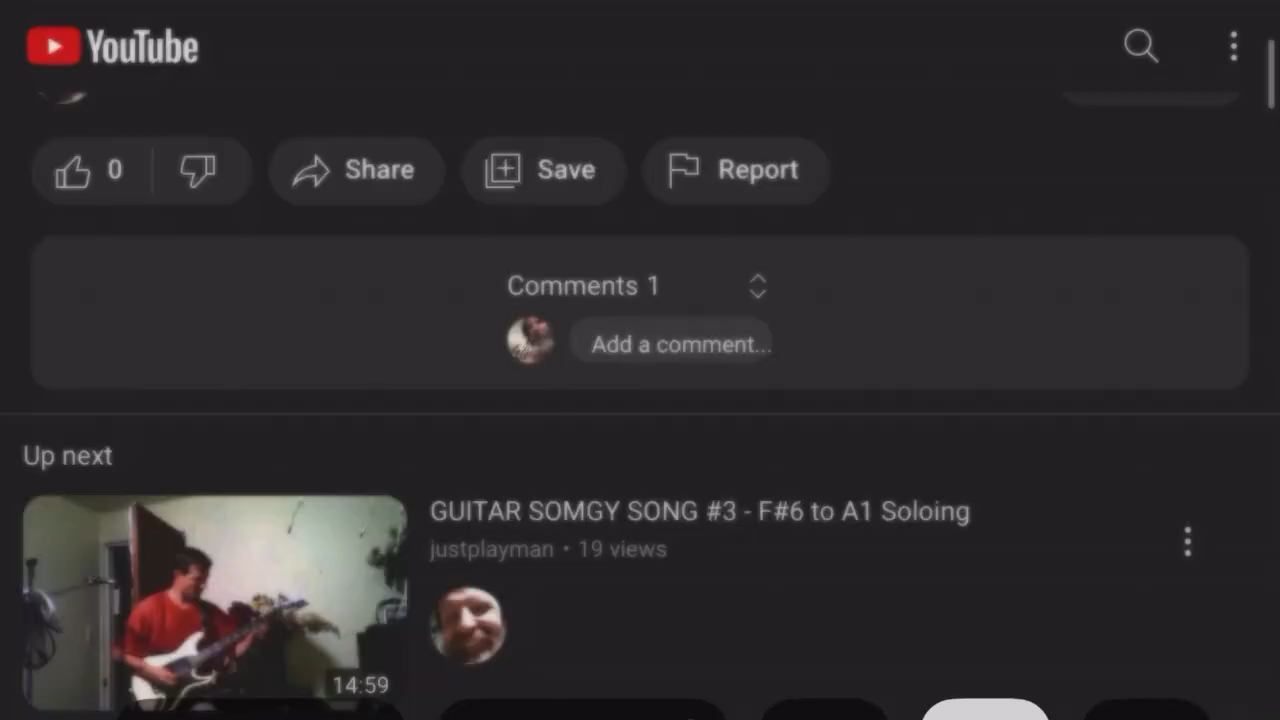 YouTube
0 Share Save Report
Comments 1
Add a comment...
Up next
GUITAR SOMGY SONG #3 - F#6 to A1 Soloing
justplayman • 19 views
14:59